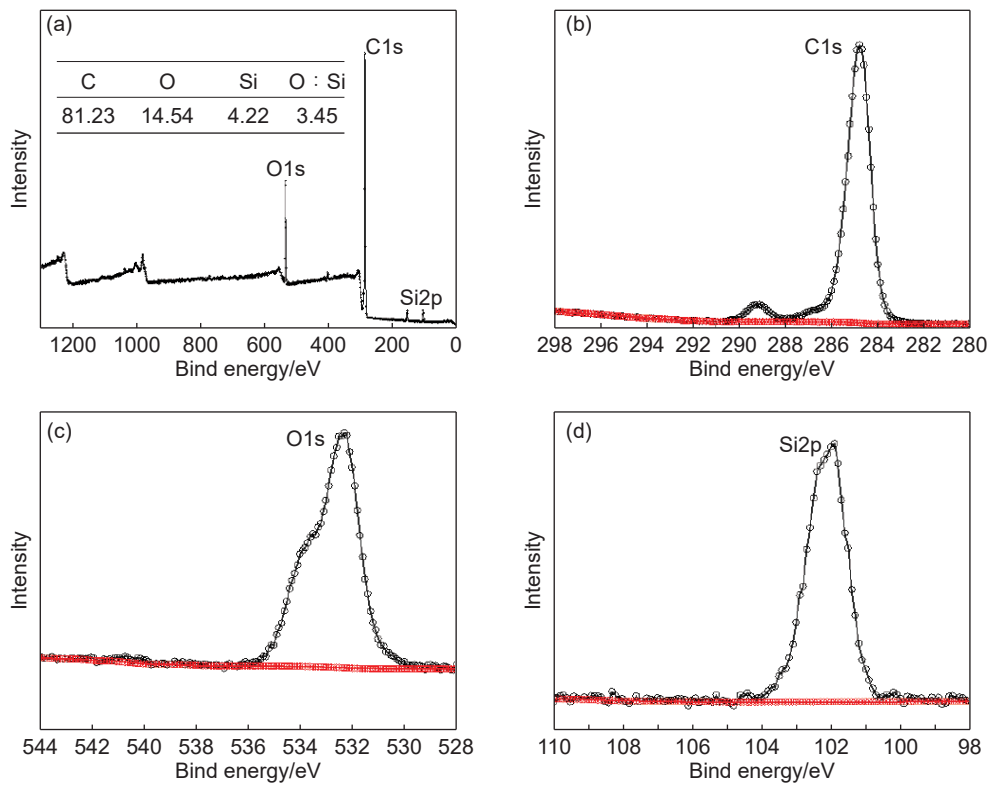 (a)
C1s
C O Si O : Si
81.23 14.54 4.22 3.45
O1s
Si2p
Intensity
1200 1000 800 600 400 200 0
Bind energy/eV
(b)
C1s
Intensity
298 296 294 292 290 288 286 284 282 280
Bind energy/eV
(c)
O1s
Intensity
544 542 540 538 536 534 532 530 528
Bind energy/eV
(d)
Si2p
Intensity
110 108 106 104 102 100 98
Bind energy/eV